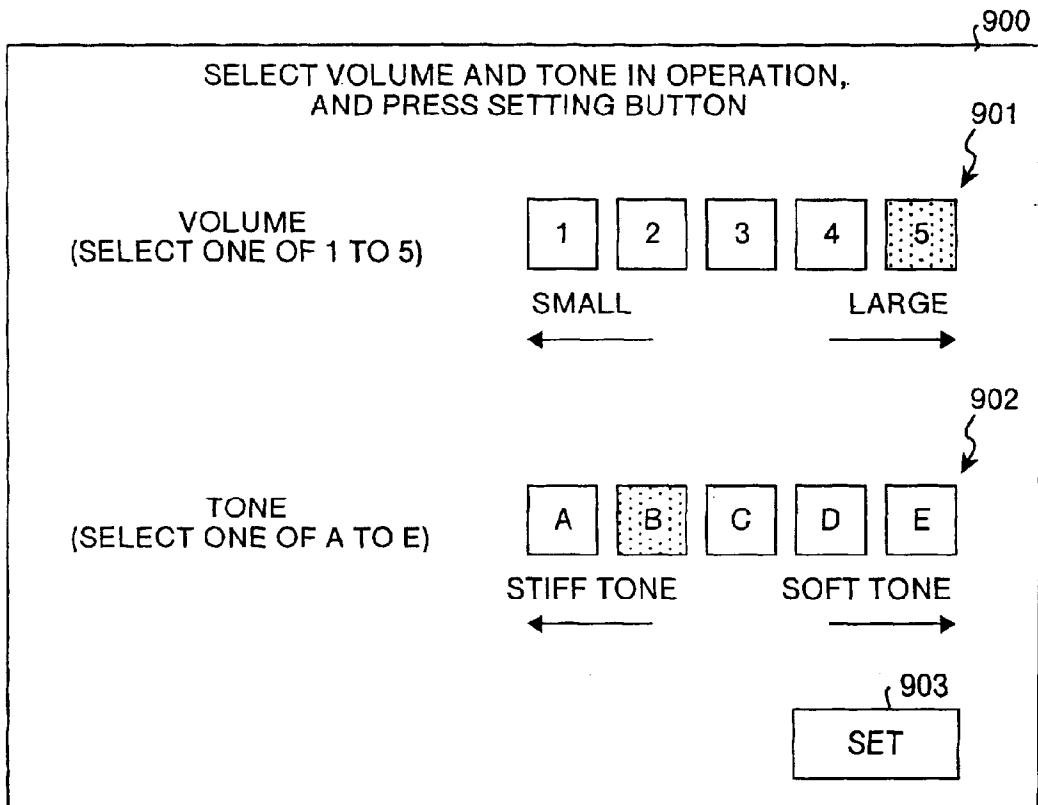 900
SELECT VOLUME AND TONE IN OPERATION,
AND PRESS SETTING BUTTON
901
VOLUME
(SELECT ONE OF 1 TO 5)
1 2 3 4 5
SMALL LARGE
902
TONE
(SELECT ONE OF A TO E)
A B C D E
STIFF TONE SOFT TONE
903
SET